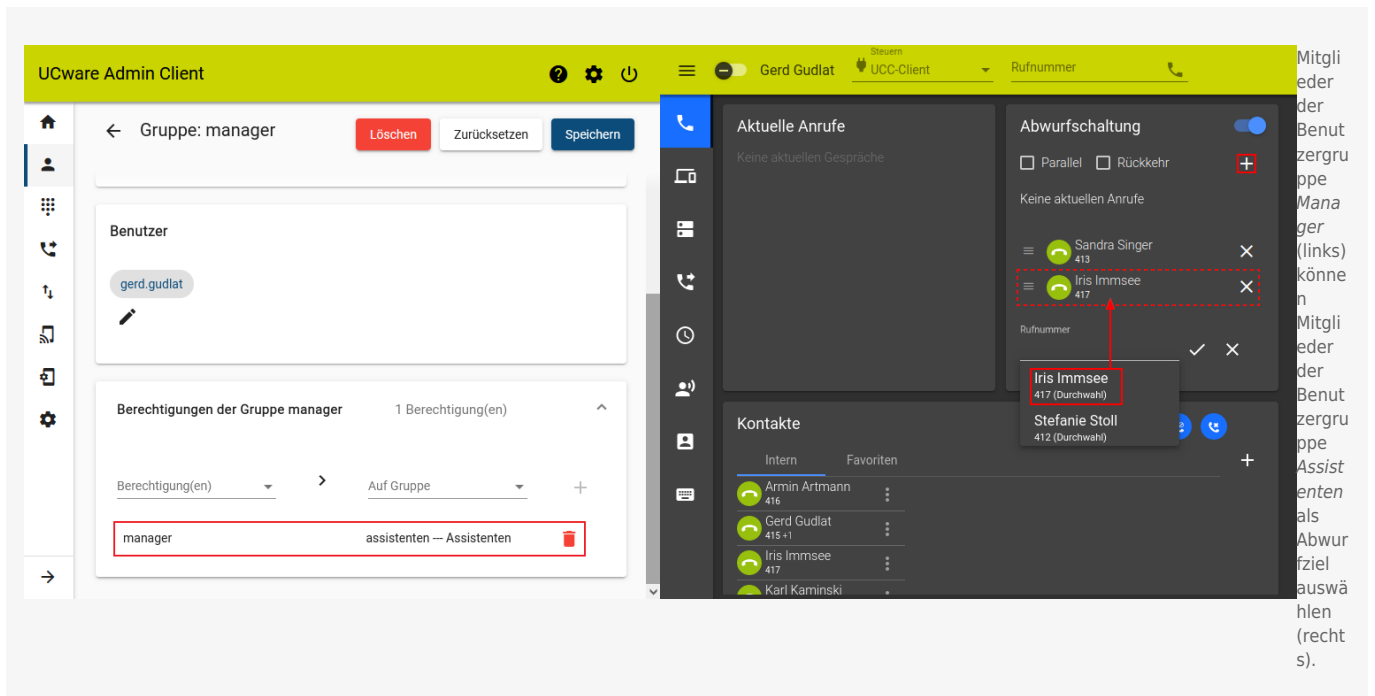 UCware Admin Client
Gruppe: manager
Löschen
Zurücksetzen
Speichern
Benutzer
gerd.gudlat
Berechtigungen der Gruppe manager
1 Berechtigung(en)
Berechtigung(en)
Auf Gruppe
manager
assistenten --- Assistenten
Gerd Gudlat
Steuern
UCC-Client
Rufnummer
Aktuelle Anrufe
Keine aktuellen Gespräche
Abwurfschaltung
Parallel
Rückkehr
Keine aktuellen Anrufe
Sandra Singer
413
Iris Immsee
417
Rufnummer
Iris Immsee
417 (Durchwahl)
Stefanie Stoll
412 (Durchwahl)
Kontakte
Intern
Favoriten
Armin Artmann
416
Gerd Gudlat
415 +1
Iris Immsee
417
Karl Kaminski
Mitgli
eder
der
Benut
zergru
ppe
Mana
ger
(links)
könne
n
Mitgli
eder
der
Benut
zergru
ppe
Assist
enten
als
Abwur
fziel
auswä
hlen
(recht
s).